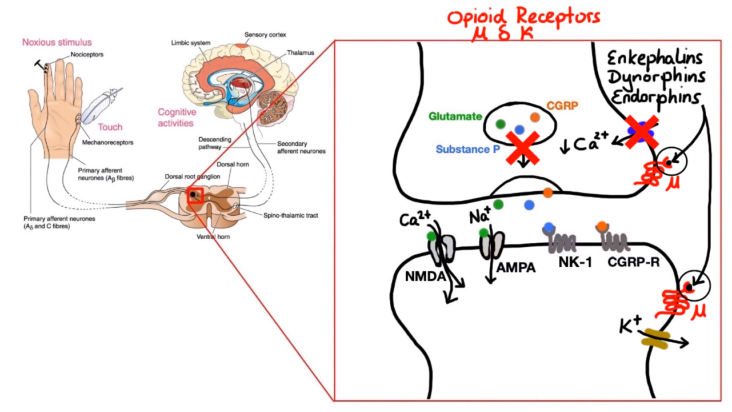 Opioid Receptors
μ δ κ
Noxious stimulus
Nociceptors
Touch
Mechanoreceptors
Primary afferent
neurones (Aβ fibres)
Dorsal root ganglion
Primary afferent neurones
(Aδ and C fibres)
Limbic system
Sensory cortex
Thalamus
Cognitive
activities
Descending
pathway
Secondary
afferent neurones
Dorsal horn
Spino-thalamic tract
Ventral horn
Enkephalins
Dynorphins
Endorphins
Glutamate
CGRP
Substance P
↓ Ca²⁺
μ
Ca²⁺
Na⁺
NMDA
AMPA
NK-1
CGRP-R
μ
K⁺